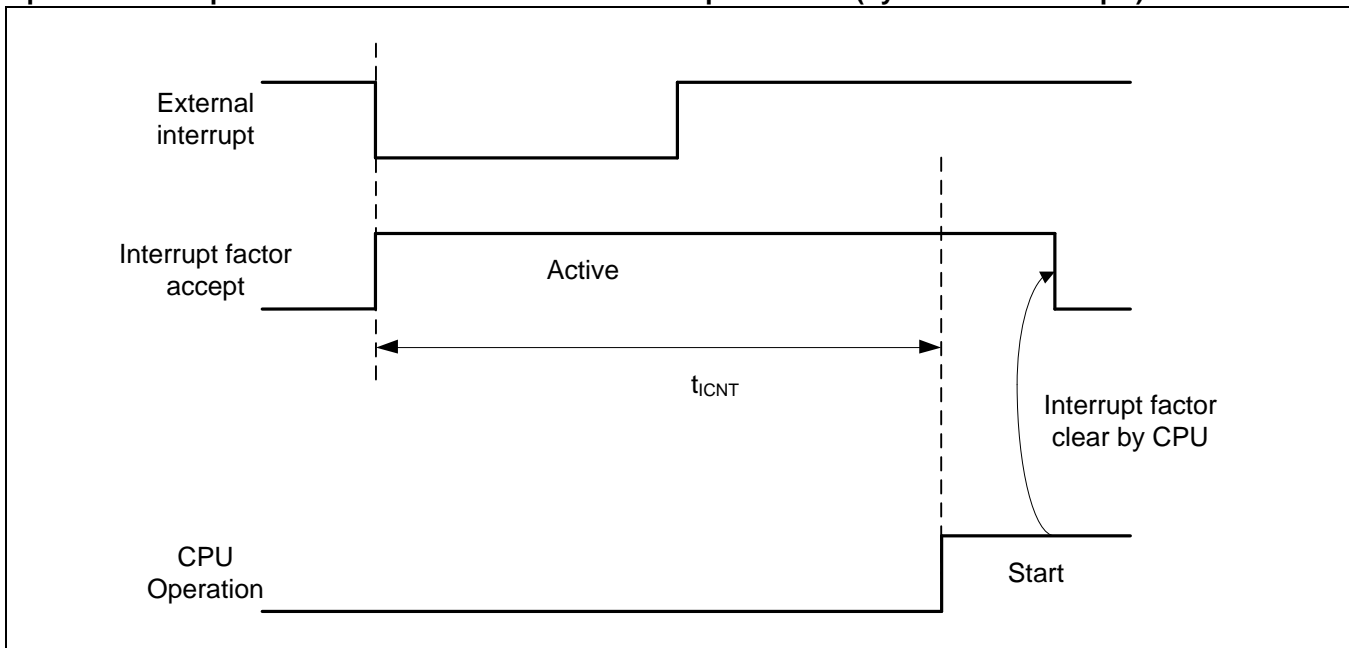 External
interrupt
Interrupt factor
accept
Active
tICNT
Interrupt factor
clear by CPU
CPU
Operation
Start